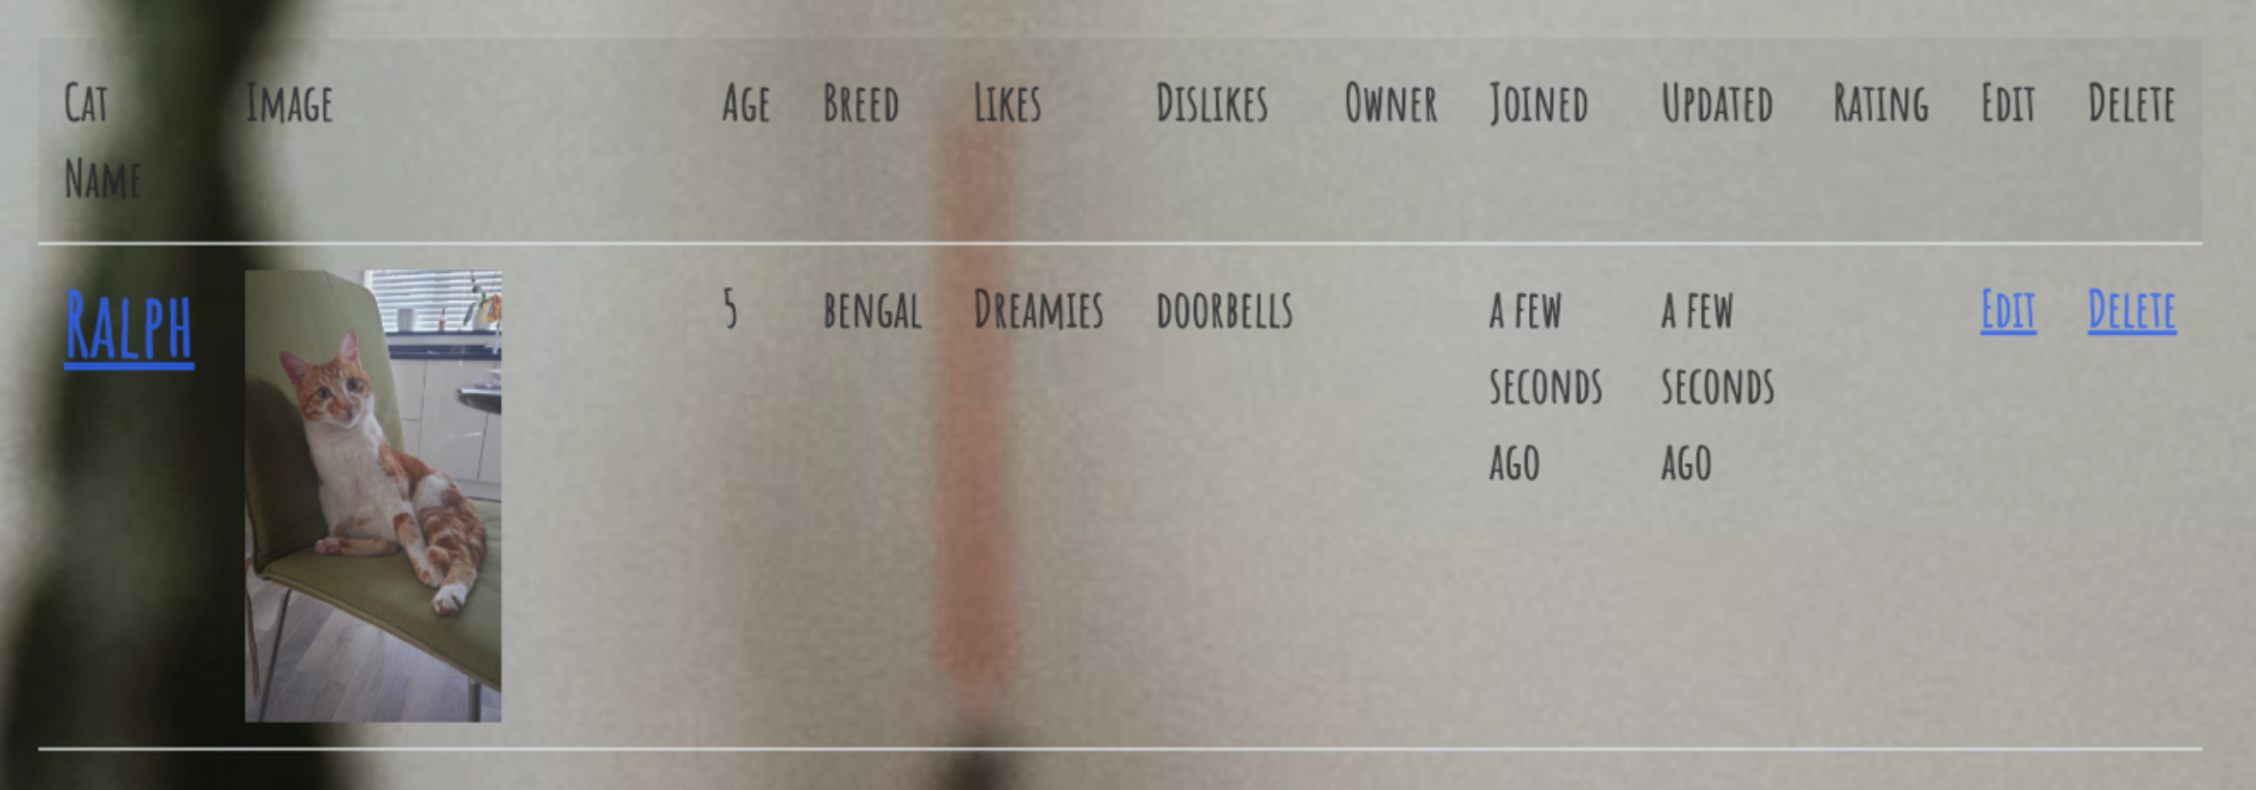 Cat Name Image Age Breed Likes Dislikes Owner Joined Updated Rating Edit Delete
Ralph 5 bengal Dreamies doorbells a few seconds ago a few seconds ago Edit Delete